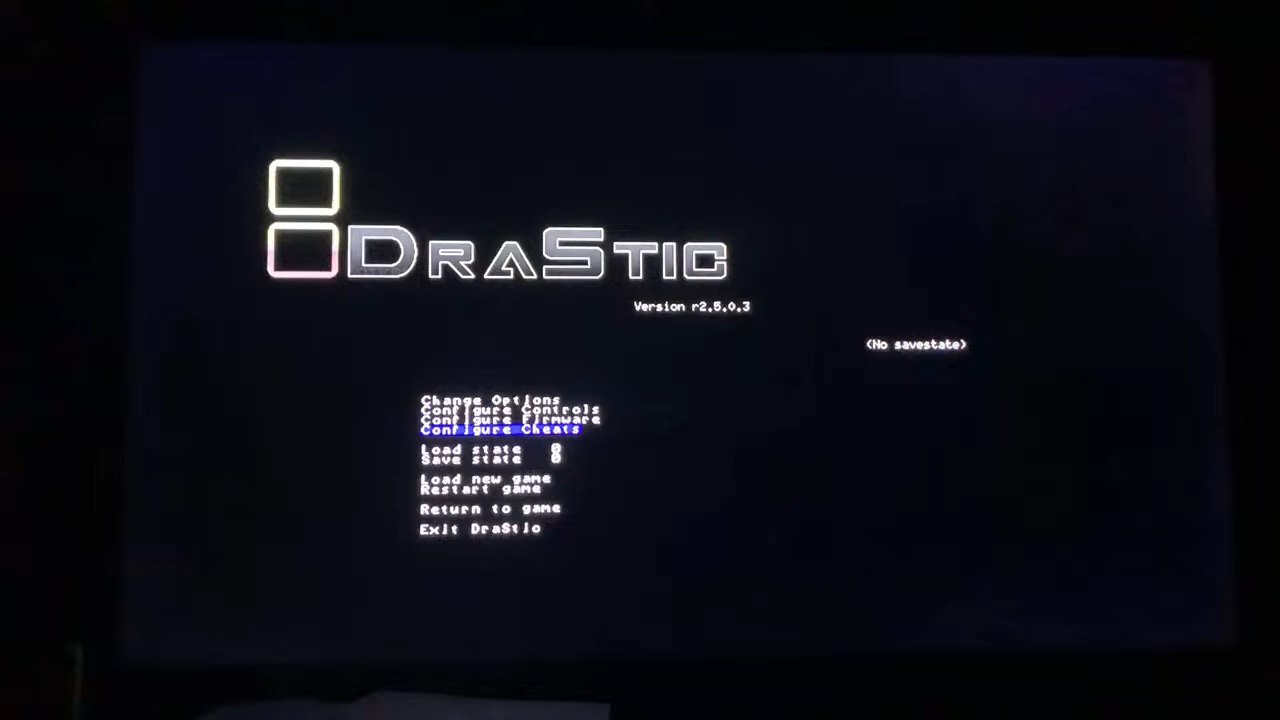 DraStic
Version r2.5.0.3
(No savestate)
Change Options
Configure Controls
Configure Firmware
Configure Cheats
Load state 0
Save state 0
Load new game
Restart game
Return to game
Exit DraStic